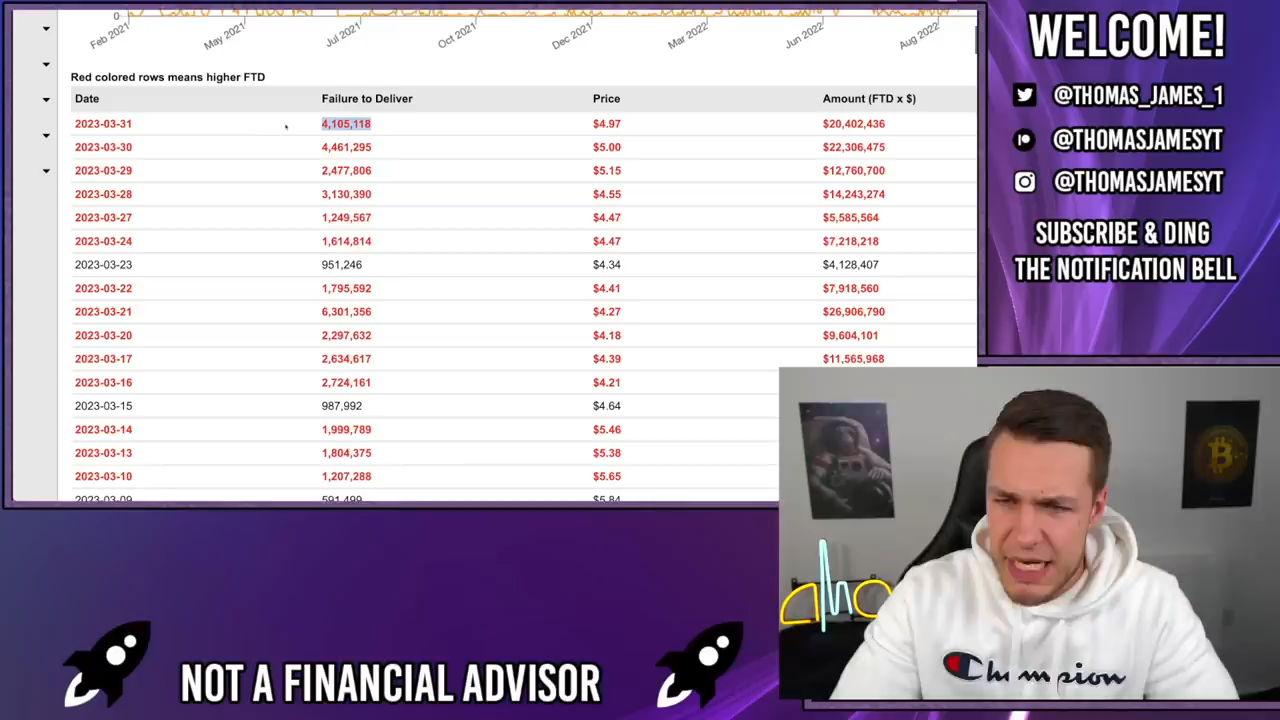 0
Feb 2021
May 2021
Jul 2021
Oct 2021
Dec 2021
Mar 2022
Jun 2022
Aug 2022
Red colored rows means higher FTD
Date Failure to Deliver Price Amount (FTD x $)
2023-03-31 4,105,118 $4.97 $20,402,436
2023-03-30 4,461,295 $5.00 $22,306,475
2023-03-29 2,477,806 $5.15 $12,760,700
2023-03-28 3,130,390 $4.55 $14,243,274
2023-03-27 1,249,567 $4.47 $5,585,564
2023-03-24 1,614,814 $4.47 $7,218,218
2023-03-23 951,246 $4.34 $4,128,407
2023-03-22 1,795,592 $4.41 $7,918,560
2023-03-21 6,301,356 $4.27 $26,906,790
2023-03-20 2,297,632 $4.18 $9,604,101
2023-03-17 2,634,617 $4.39 $11,565,968
2023-03-16 2,724,161 $4.21
2023-03-15 987,992 $4.64
2023-03-14 1,999,789 $5.46
2023-03-13 1,804,375 $5.38
2023-03-10 1,207,288 $5.65
2023-03-09 591,499 $5.84
WELCOME!
@THOMAS_JAMES_1
@THOMASJAMESYT
@THOMASJAMESYT
SUBSCRIBE & DING
THE NOTIFICATION BELL
Champion
NOT A FINANCIAL ADVISOR